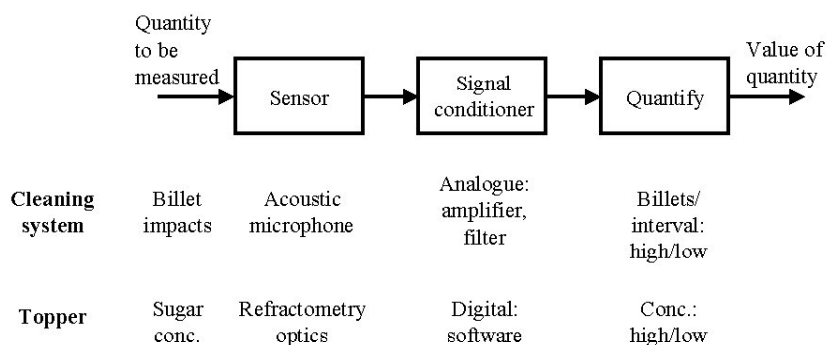 Quantity
to be
measured
Sensor
Signal
conditioner
Quantify
Value of
quantity
Cleaning
system
Billet
impacts
Acoustic
microphone
Analogue:
amplifier,
filter
Billets/
interval:
high/low
Topper
Sugar
conc.
Refractometry
optics
Digital:
software
Conc.:
high/low